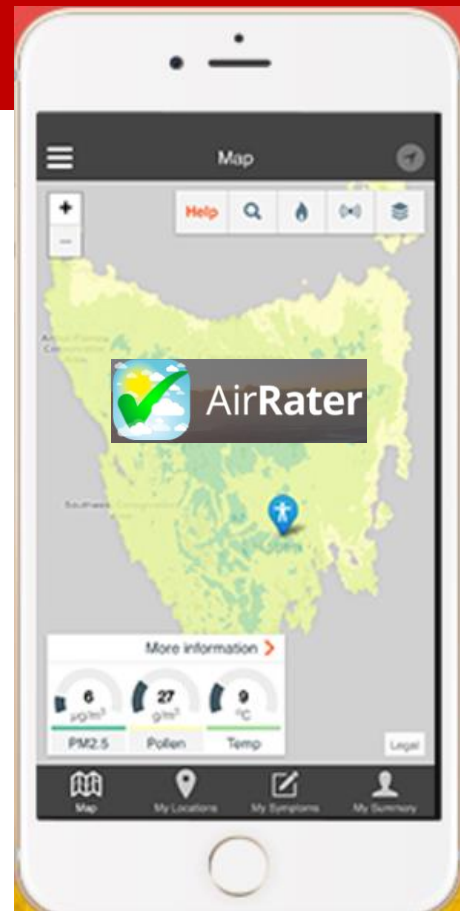 Map
+
Help
−
AirRater
More information >
6
27
9
µg/m³
g/m³
°C
PM2.5
Pollen
Temp
Legal
Map
My Locations
My Symptoms
My Summary